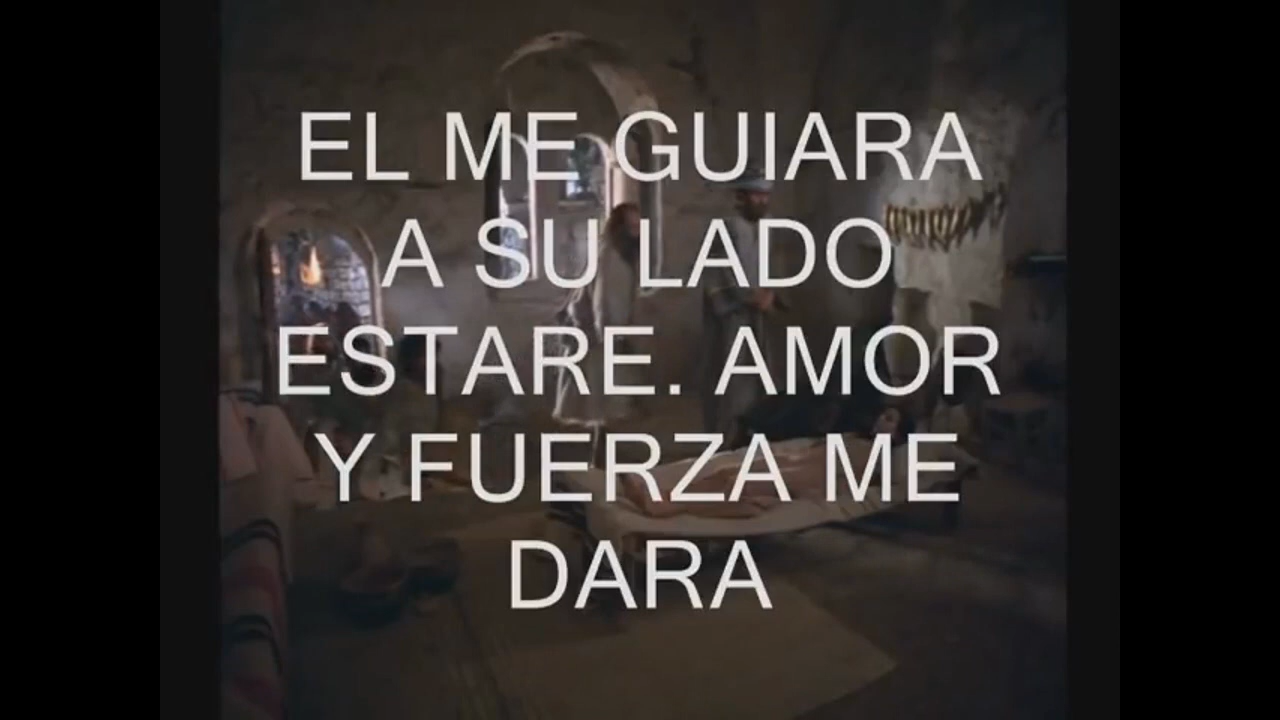 EL ME GUIARA
A SU LADO
ESTARE. AMOR
Y FUERZA ME
DARA